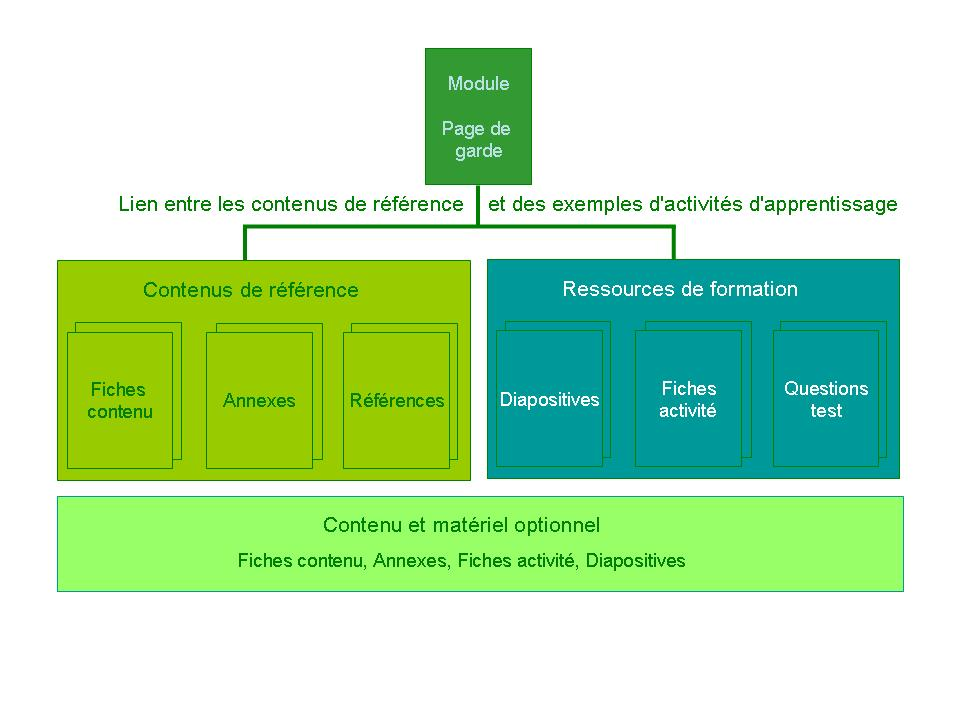 Module
Page de
garde
Lien entre les contenus de référence et des exemples d'activités d'apprentissage
Contenus de référence
Fiches
contenu
Annexes
Références
Ressources de formation
Diapositives
Fiches
activité
Questions
test
Contenu et matériel optionnel
Fiches contenu, Annexes, Fiches activité, Diapositives